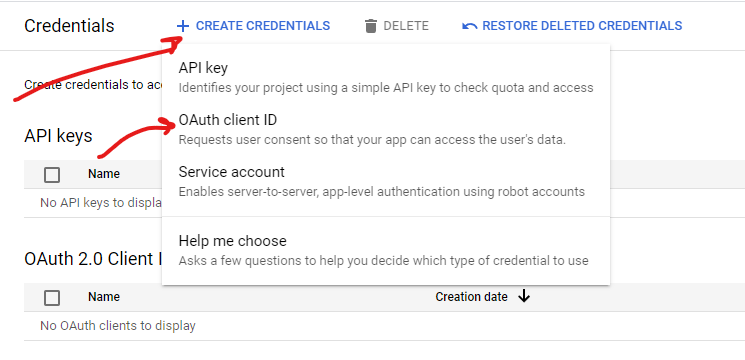 Credentials
CREATE CREDENTIALS
DELETE
RESTORE DELETED CREDENTIALS
API key
Identifies your project using a simple API key to check quota and access
Create credentials to
OAuth client ID
Requests user consent so that your app can access the user's data.
API keys
Name
Service account
Enables server-to-server, app-level authentication using robot accounts
No API keys to
Help me choose
Asks a few questions to help you decide which type of credential to use
OAuth 2.0 Client
Name
Creation date
No OAuth clients to display